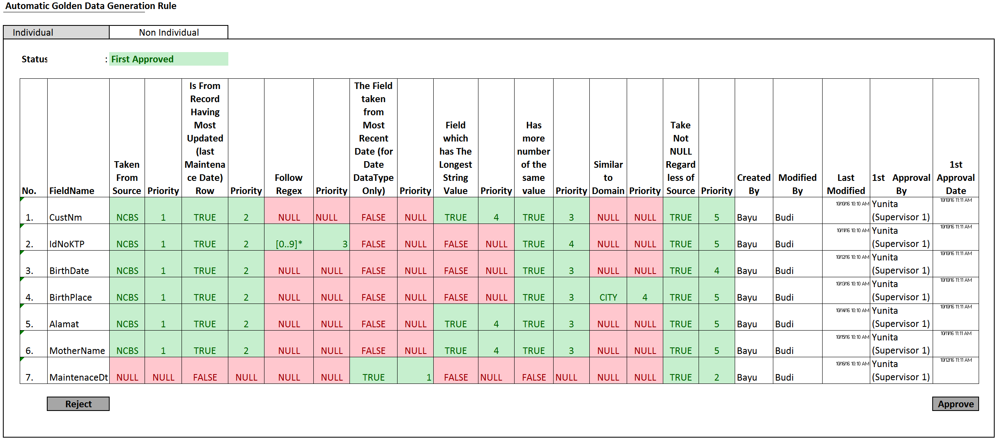 Automatic Golden Data Generation Rule
Individual Non Individual
Status : First Approved
No. FieldName Taken From Source Priority Is From Record Having Most Updated (last Maintena ce Date) Row Priority Follow Regex Priority The Field taken from Most Recent Date (for Date DataType Only) Priority Field which has The Longest String Value Priority Has more number of the same value Priority Similar to Domain Priority Take Not NULL Regard less of Source Priority Created By Modified By Last Modified 1st Approval By 1st Approval Date
1. CustNm NCBS 1 TRUE 2 NULL NULL FALSE NULL TRUE 4 TRUE 3 NULL NULL TRUE 5 Bayu Budi 10/10/16 10:10 AM Yunita (Supervisor 1) 10/10/16 11:11 AM
2. IdNoKTP NCBS 1 TRUE 2 [0..9]* 3 FALSE NULL FALSE NULL TRUE 4 NULL NULL TRUE 5 Bayu Budi 10/11/16 10:10 AM Yunita (Supervisor 1) 10/10/16 11:11 AM
3. BirthDate NCBS 1 TRUE 2 NULL NULL FALSE NULL FALSE NULL TRUE 3 NULL NULL TRUE 4 Bayu Budi 10/12/16 10:10 AM Yunita (Supervisor 1) 10/10/16 11:11 AM
4. BirthPlace NCBS 1 TRUE 2 NULL NULL FALSE NULL FALSE NULL TRUE 3 CITY 4 TRUE 5 Bayu Budi 10/13/16 10:10 AM Yunita (Supervisor 1) 10/10/16 11:11 AM
5. Alamat NCBS 1 TRUE 2 NULL NULL FALSE NULL TRUE 4 TRUE 3 NULL NULL TRUE 5 Bayu Budi 10/14/16 10:10 AM Yunita (Supervisor 1) 10/10/16 11:11 AM
6. MotherName NCBS 1 TRUE 2 NULL NULL FALSE NULL TRUE 4 TRUE 3 NULL NULL TRUE 5 Bayu Budi 10/15/16 10:10 AM Yunita (Supervisor 1) 10/11/16 11:11 AM
7. MaintenaceDt NULL NULL FALSE NULL NULL NULL TRUE 1 FALSE NULL FALSE NULL NULL NULL TRUE 2 Bayu Budi 10/16/16 10:10 AM Yunita (Supervisor 1) 10/12/16 11:11 AM
Reject Approve